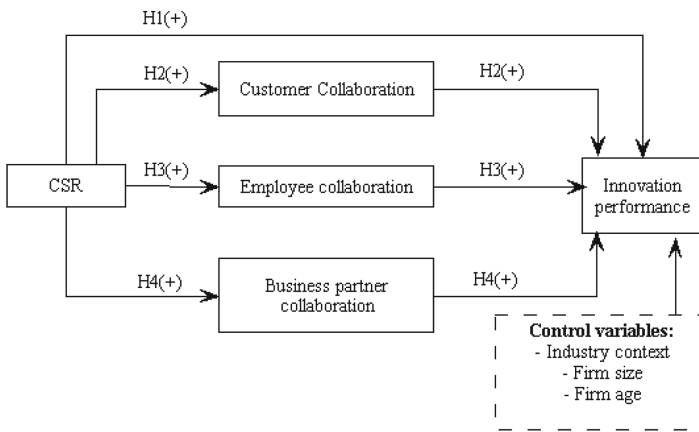 H1(+)
H2(+)
H2(+)
Customer Collaboration
H3(+)
H3(+)
CSR
Employee collaboration
Innovation
performance
H4(+)
H4(+)
Business partner
collaboration
Control variables:
- Industry context
- Firm size
- Firm age